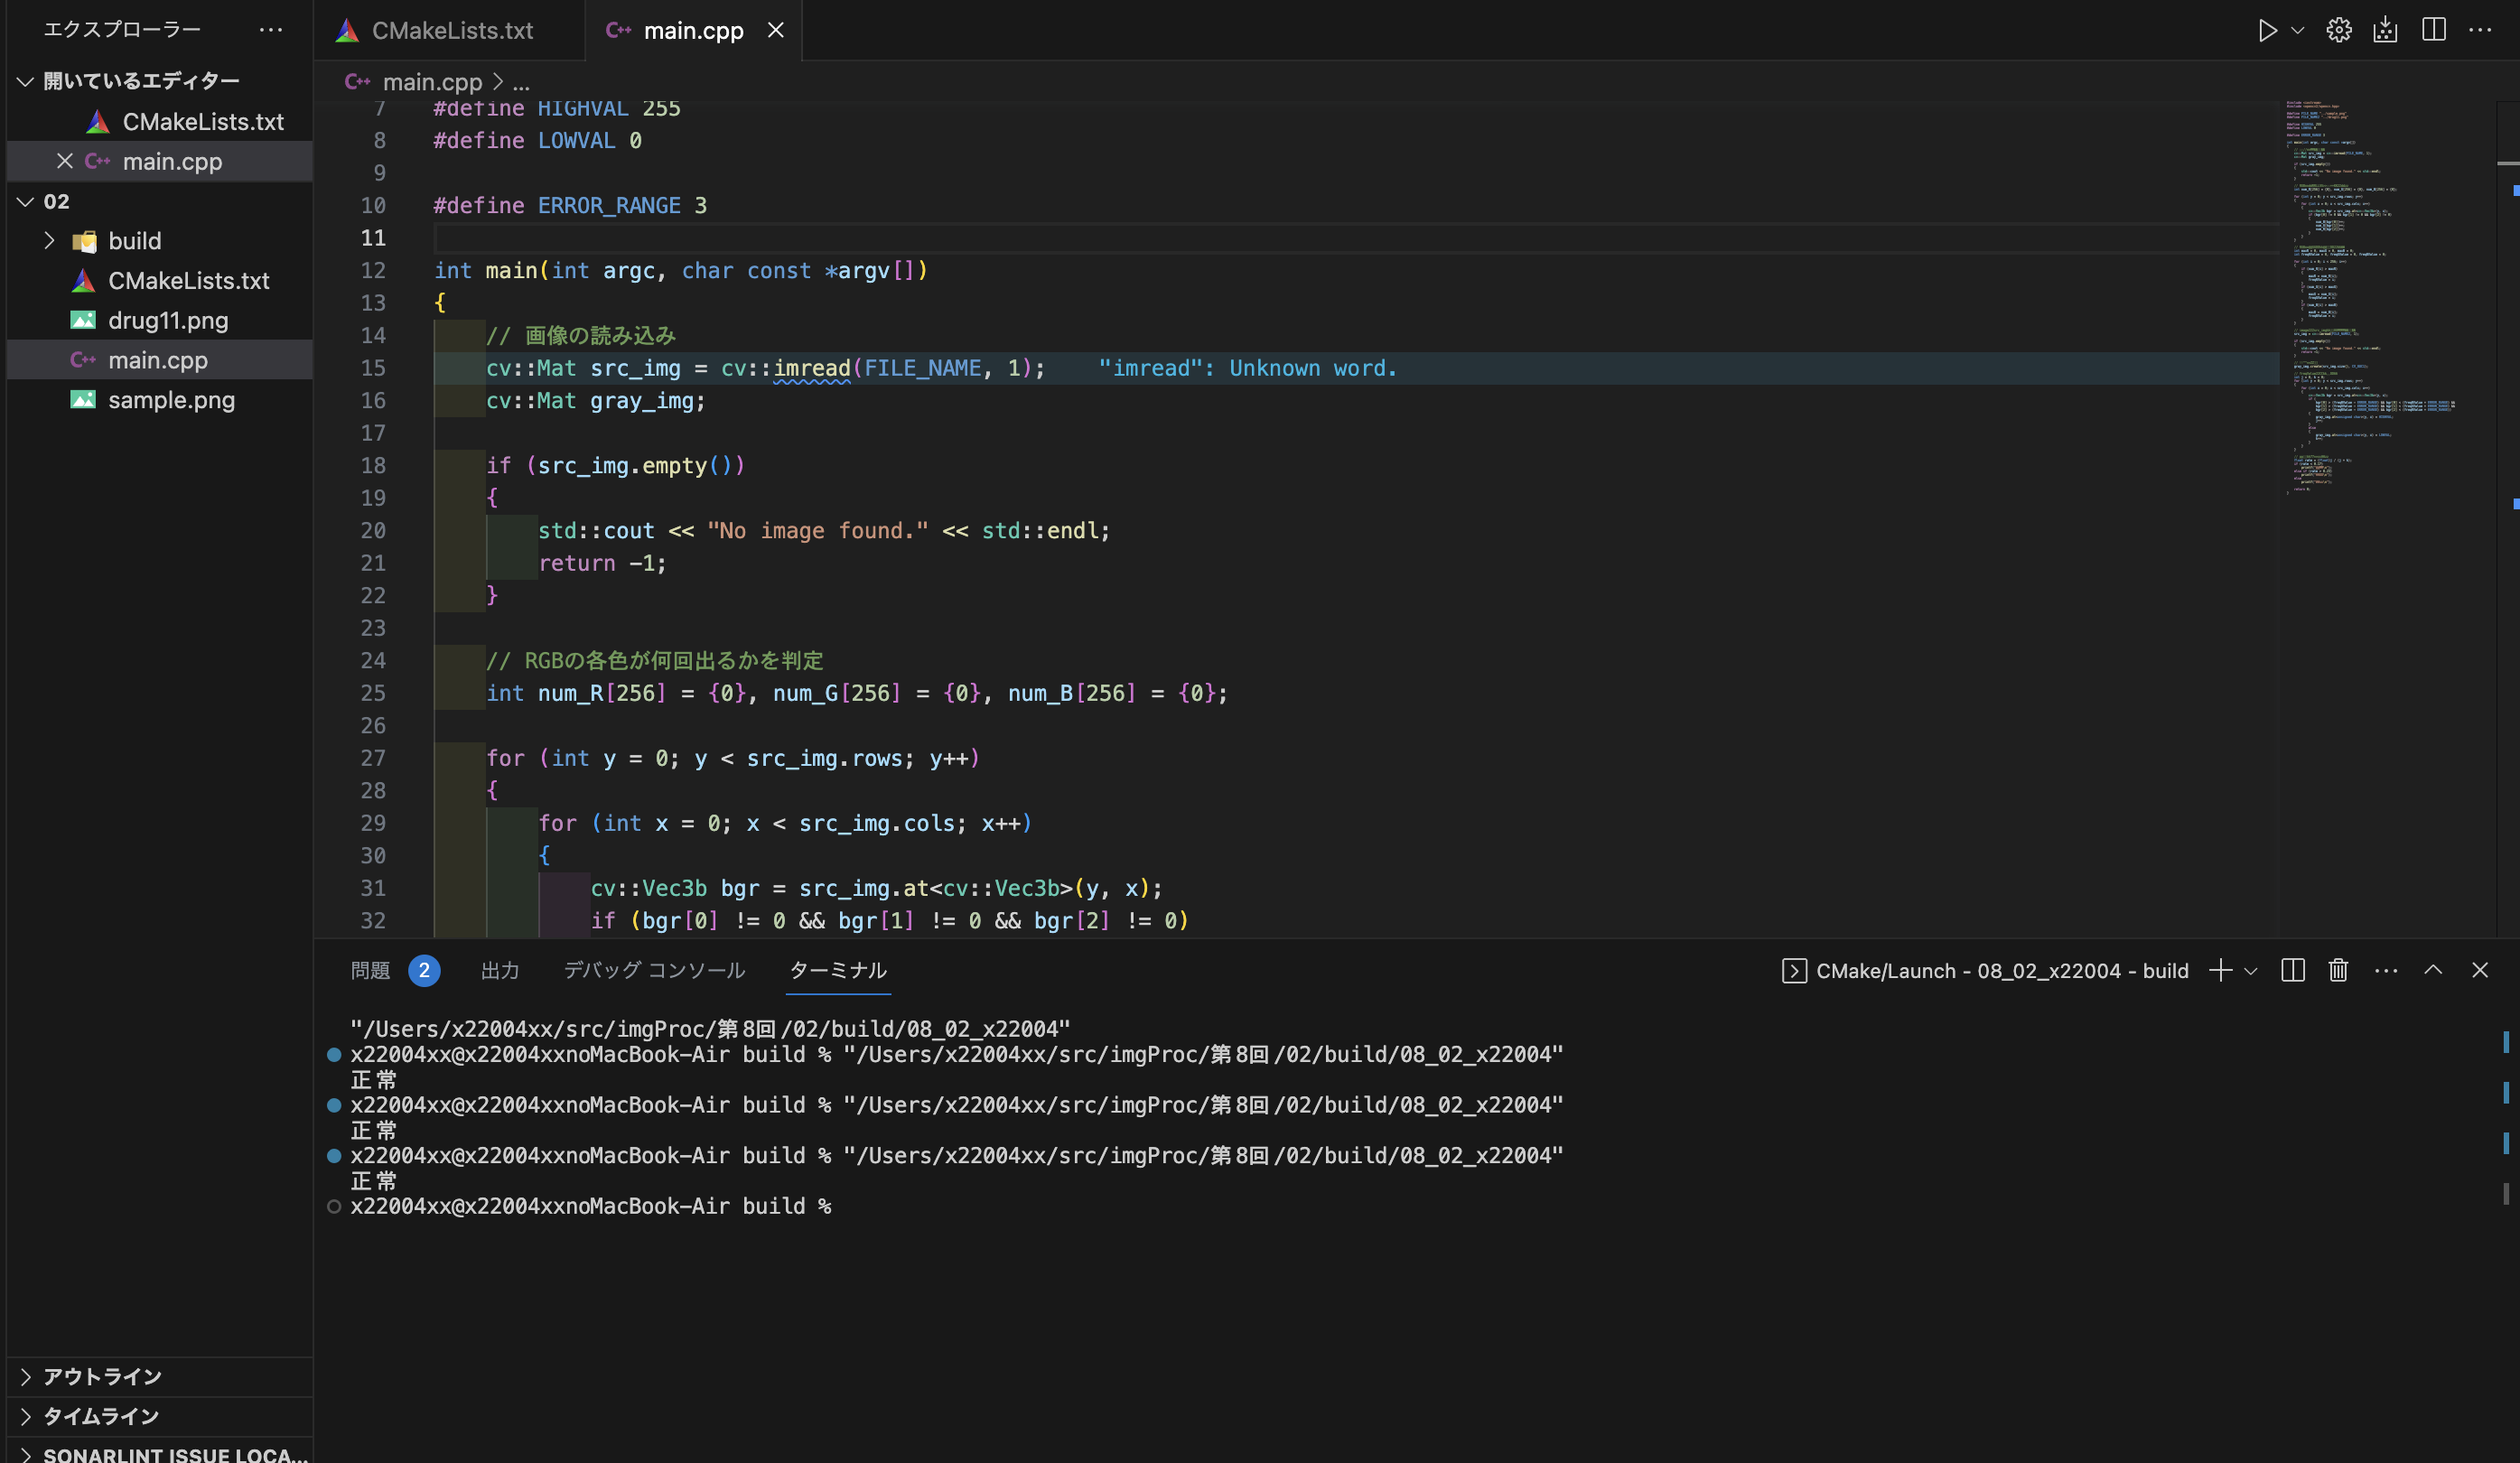 エクスプローラー
開いているエディター
CMakeLists.txt
main.cpp
02
build
CMakeLists.txt
drug11.png
main.cpp
sample.png
アウトライン
タイムライン
SONARLINT ISSUE LOCA...
CMakeLists.txt
main.cpp
main.cpp > ...
7 #define HIGHVAL 255
8 #define LOWVAL 0
9
10 #define ERROR_RANGE 3
11
12 int main(int argc, char const *argv[])
13 {
14 // 画像の読み込み
15 cv::Mat src_img = cv::imread(FILE_NAME, 1); "imread": Unknown word.
16 cv::Mat gray_img;
17
18 if (src_img.empty())
19 {
20 std::cout << "No image found." << std::endl;
21 return -1;
22 }
23
24 // RGBの各色が何回出るかを判定
25 int num_R[256] = {0}, num_G[256] = {0}, num_B[256] = {0};
26
27 for (int y = 0; y < src_img.rows; y++)
28 {
29 for (int x = 0; x < src_img.cols; x++)
30 {
31 cv::Vec3b bgr = src_img.at<cv::Vec3b>(y, x);
32 if (bgr[0] != 0 && bgr[1] != 0 && bgr[2] != 0)
問題 2 出力 デバッグ コンソール ターミナル
CMake/Launch - 08_02_x22004 - build
"/Users/x22004xx/src/imgProc/第8回/02/build/08_02_x22004"
x22004xx@x22004xxnoMacBook-Air build % "/Users/x22004xx/src/imgProc/第8回/02/build/08_02_x22004"
正常
x22004xx@x22004xxnoMacBook-Air build % "/Users/x22004xx/src/imgProc/第8回/02/build/08_02_x22004"
正常
x22004xx@x22004xxnoMacBook-Air build % "/Users/x22004xx/src/imgProc/第8回/02/build/08_02_x22004"
正常
x22004xx@x22004xxnoMacBook-Air build %